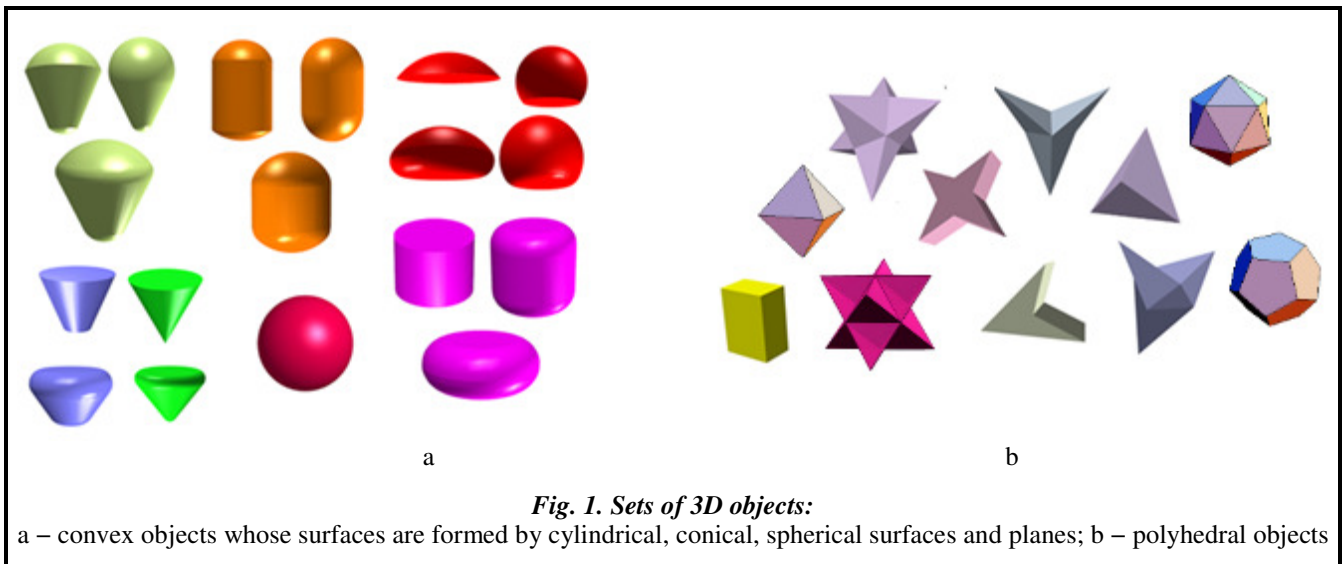 a
b
Fig. 1. Sets of 3D objects:
a – convex objects whose surfaces are formed by cylindrical, conical, spherical surfaces and planes; b – polyhedral objects